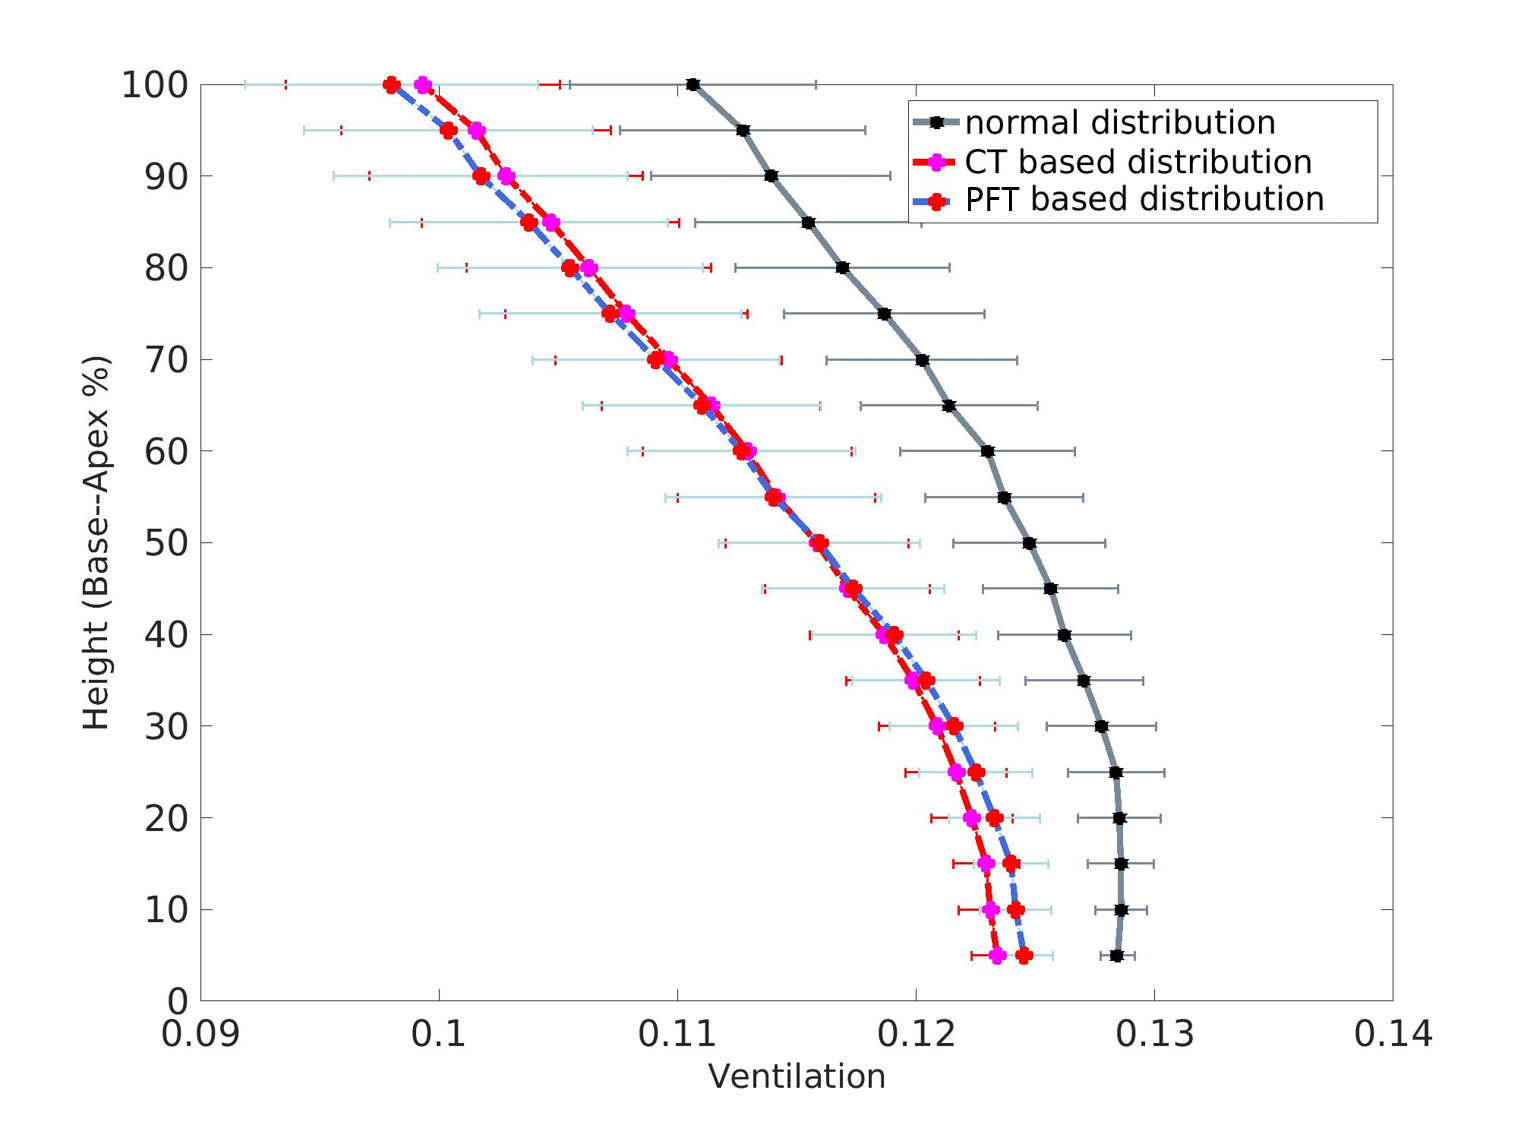 100
90
80
70
60
50
40
30
20
10
0
Height (Base--Apex %)
normal distribution
CT based distribution
PFT based distribution
0.09 0.1 0.11 0.12 0.13 0.14
Ventilation